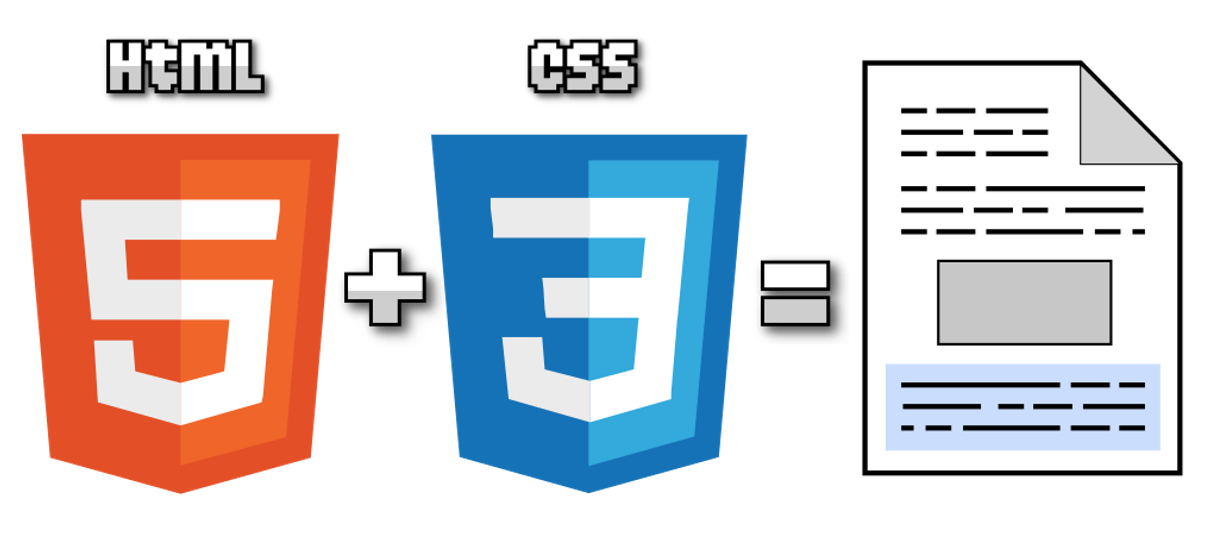 HTML CSS
5 + 3 =